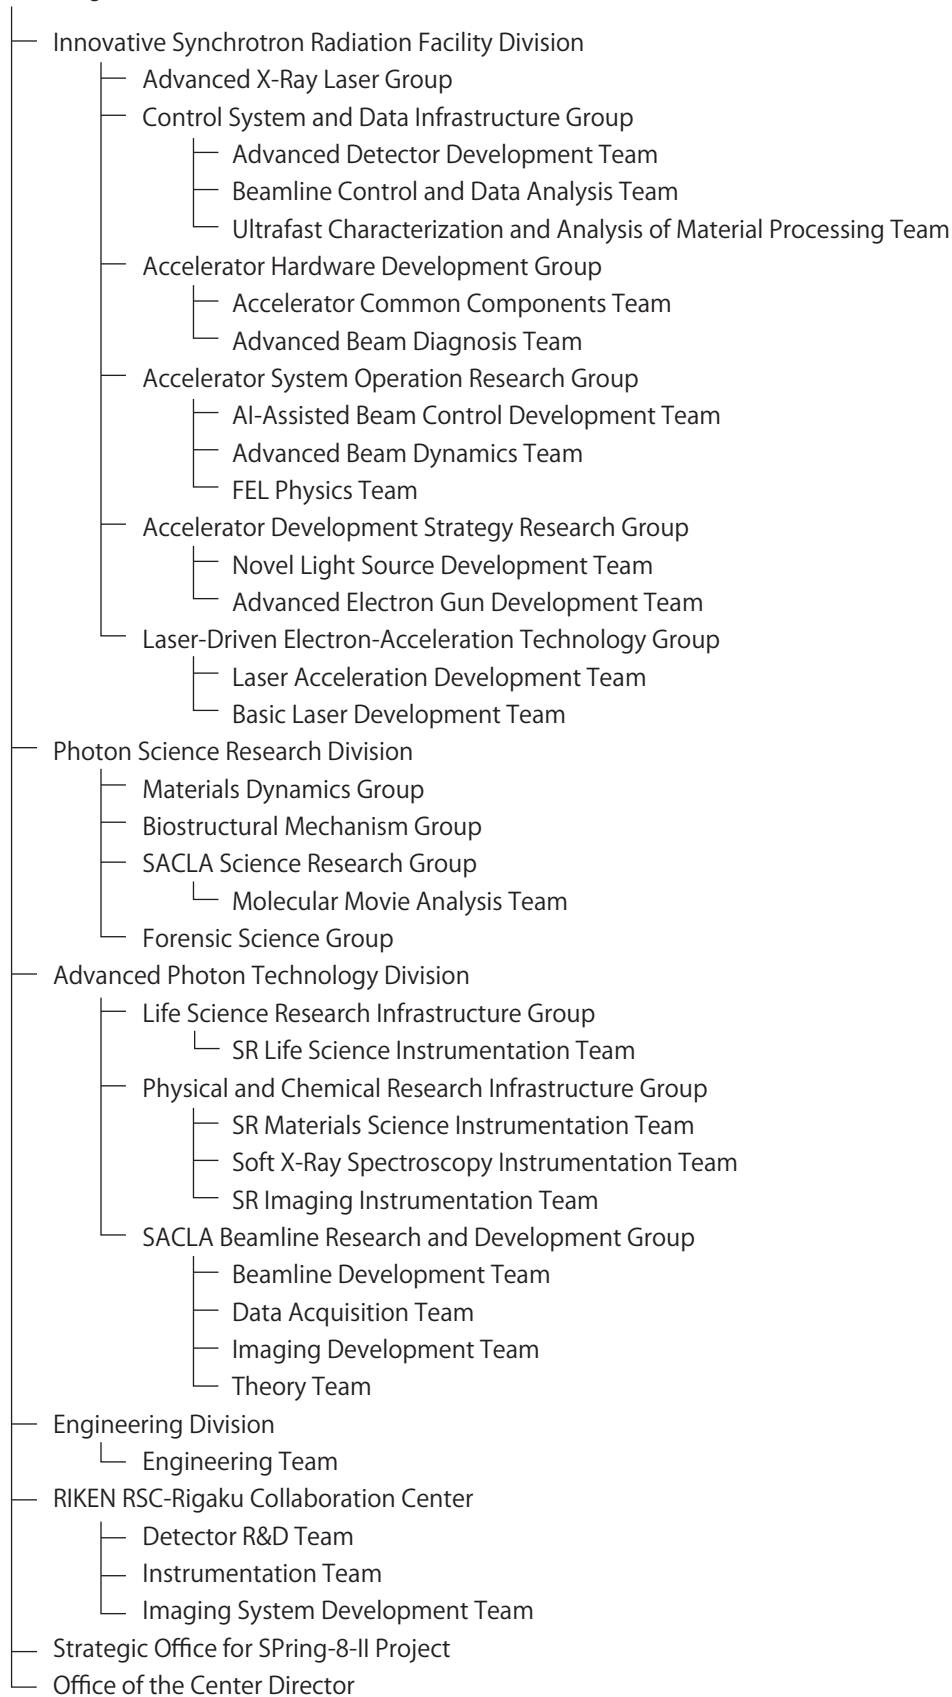 Innovative Synchrotron Radiation Facility Division
Advanced X-Ray Laser Group
Control System and Data Infrastructure Group
Advanced Detector Development Team
Beamline Control and Data Analysis Team
Ultrafast Characterization and Analysis of Material Processing Team
Accelerator Hardware Development Group
Accelerator Common Components Team
Advanced Beam Diagnosis Team
Accelerator System Operation Research Group
AI-Assisted Beam Control Development Team
Advanced Beam Dynamics Team
FEL Physics Team
Accelerator Development Strategy Research Group
Novel Light Source Development Team
Advanced Electron Gun Development Team
Laser-Driven Electron-Acceleration Technology Group
Laser Acceleration Development Team
Basic Laser Development Team
Photon Science Research Division
Materials Dynamics Group
Biostructural Mechanism Group
SACLA Science Research Group
Molecular Movie Analysis Team
Forensic Science Group
Advanced Photon Technology Division
Life Science Research Infrastructure Group
SR Life Science Instrumentation Team
Physical and Chemical Research Infrastructure Group
SR Materials Science Instrumentation Team
Soft X-Ray Spectroscopy Instrumentation Team
SR Imaging Instrumentation Team
SACLA Beamline Research and Development Group
Beamline Development Team
Data Acquisition Team
Imaging Development Team
Theory Team
Engineering Division
Engineering Team
RIKEN RSC-Rigaku Collaboration Center
Detector R&D Team
Instrumentation Team
Imaging System Development Team
Strategic Office for SPring-8-II Project
Office of the Center Director